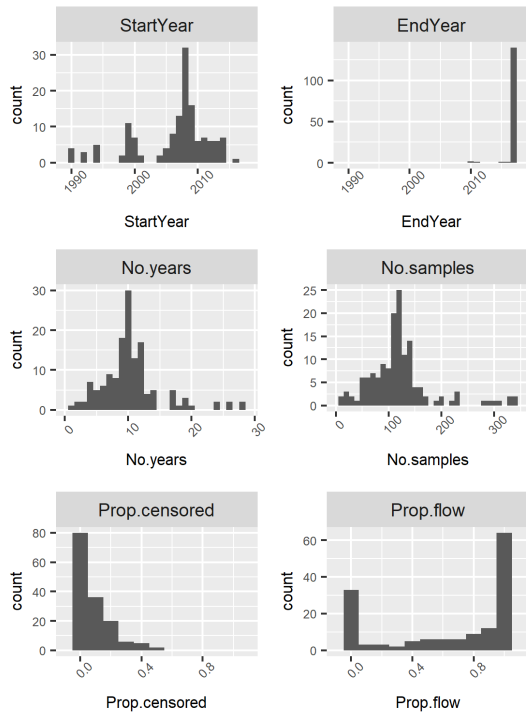 StartYear
EndYear
count
30
20
10
0
1990
2000
2010
StartYear
count
100
50
0
1990
2000
2010
EndYear
No.years
No.samples
count
30
20
10
0
0
10
20
30
No.years
count
25
20
15
10
5
0
0
100
200
300
No.samples
Prop.censored
Prop.flow
count
80
60
40
20
0
0.0
0.4
0.8
Prop.censored
count
60
40
20
0
0.0
0.4
0.8
Prop.flow